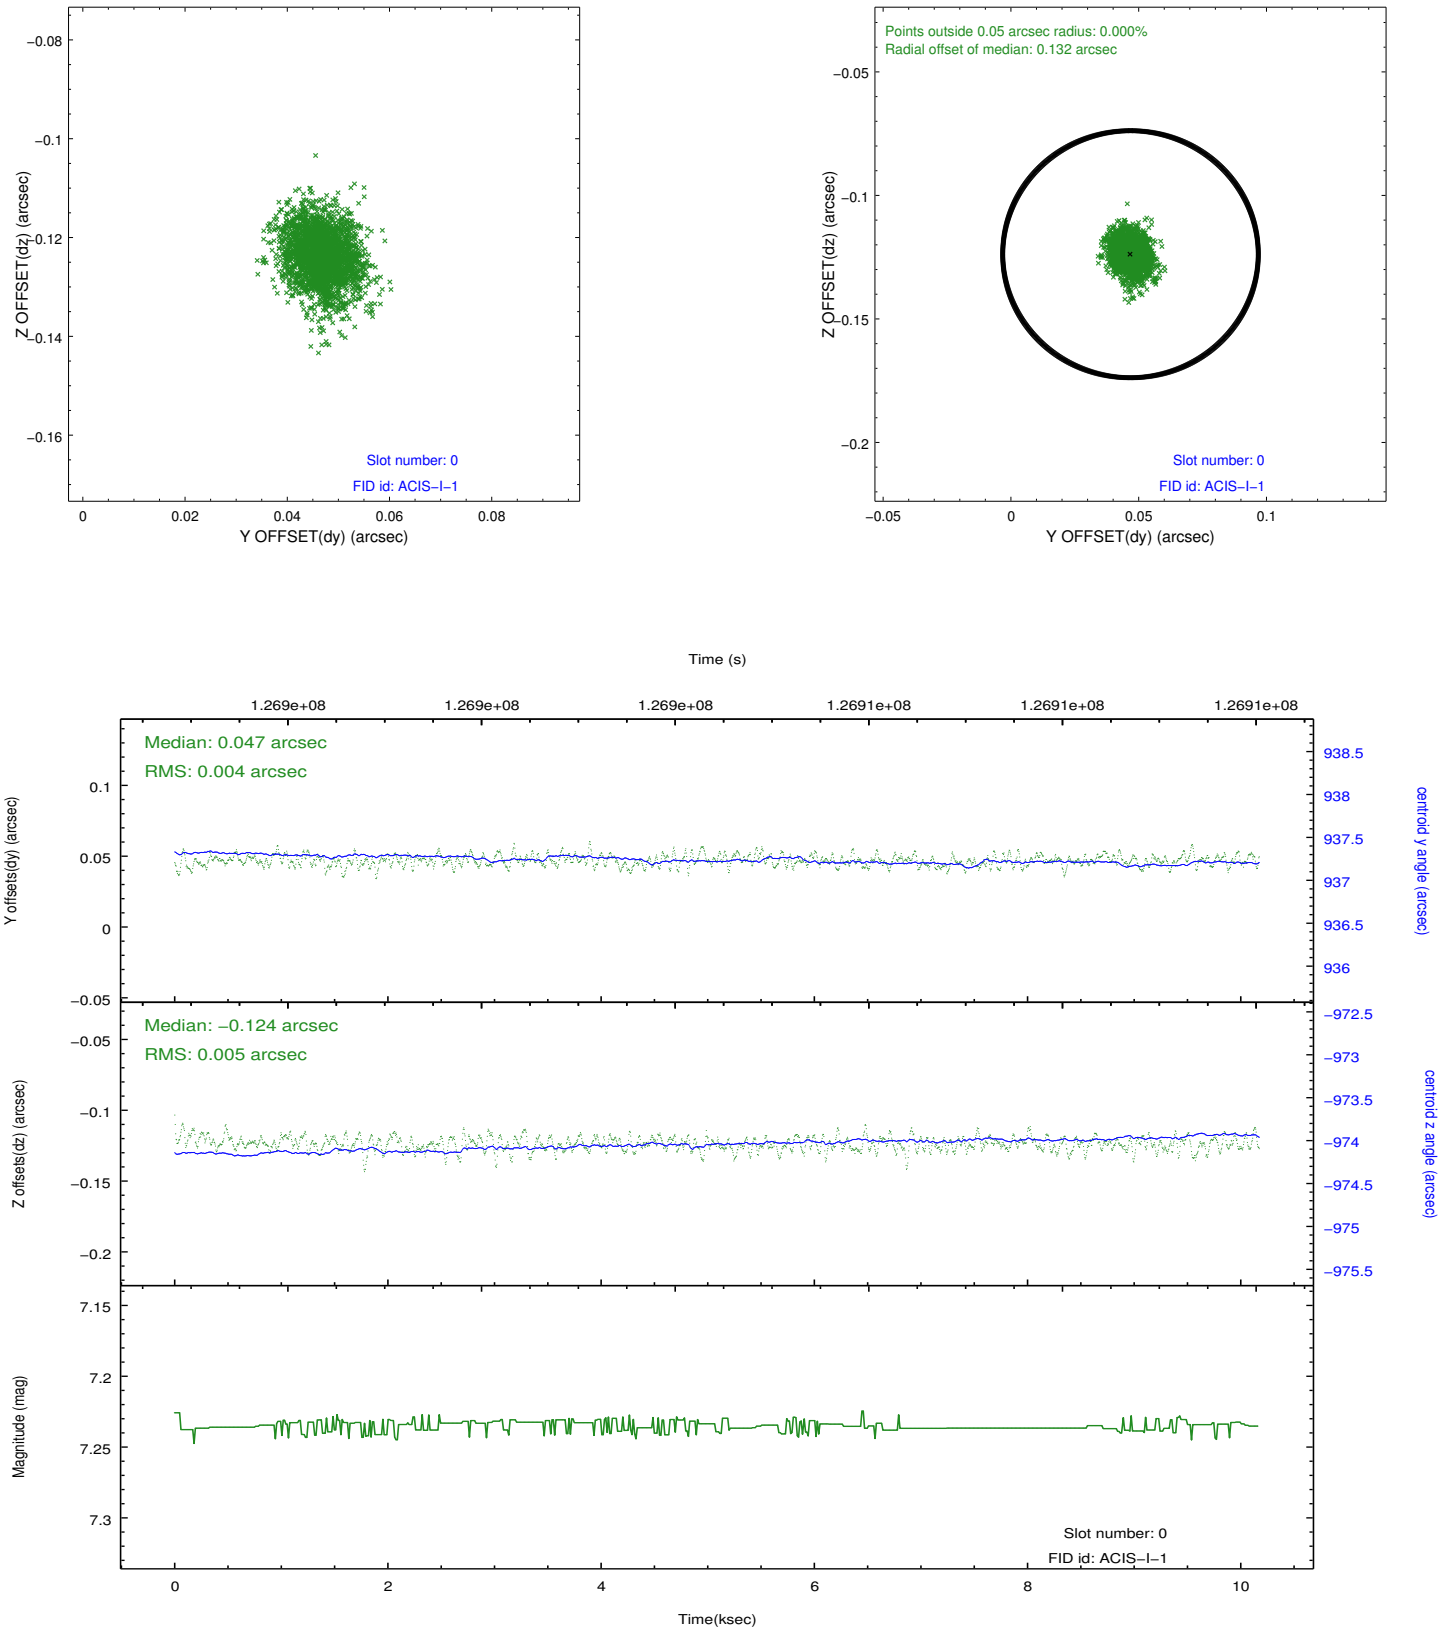 −0.08
−0.1
−0.12
−0.14
−0.16
Z OFFSET(dz) (arcsec)
Slot number: 0
FID id: ACIS−I−1
0 0.02 0.04 0.06 0.08
Y OFFSET(dy) (arcsec)
Points outside 0.05 arcsec radius: 0.000%
Radial offset of median: 0.132 arcsec
−0.05
−0.1
−0.15
−0.2
Z OFFSET(dz) (arcsec)
Slot number: 0
FID id: ACIS−I−1
−0.05 0 0.05 0.1
Y OFFSET(dy) (arcsec)
Time (s)
1.269e+08 1.269e+08 1.269e+08 1.2691e+08 1.2691e+08 1.2691e+08
Median: 0.047 arcsec
RMS: 0.004 arcsec
0.1
0.05
0
−0.05
Y offsets(dy) (arcsec)
938.5
938
937.5
937
936.5
936
centroid y angle (arcsec)
Median: −0.124 arcsec
RMS: 0.005 arcsec
−0.05
−0.1
−0.15
−0.2
Z offsets(dz) (arcsec)
−972.5
−973
−973.5
−974
−974.5
−975
−975.5
centroid z angle (arcsec)
7.15
7.2
7.25
7.3
Magnitude (mag)
Slot number: 0
FID id: ACIS−I−1
0 2 4 6 8 10
Time(ksec)